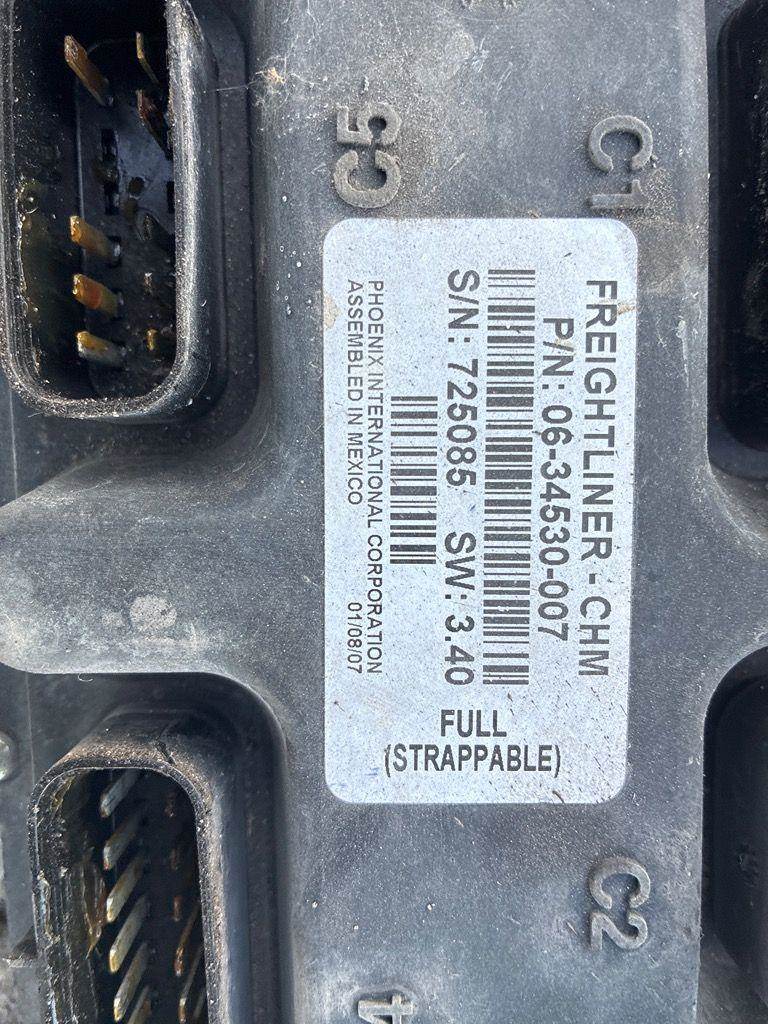 C5
C1
FREIGHTLINER - CHM
P/N: 06-34530-007
S/N: 725085 SW: 3.40
PHOENIX INTERNATIONAL CORPORATION
ASSEMBLED IN MEXICO 01/08/07
FULL
(STRAPPABLE)
C2
4